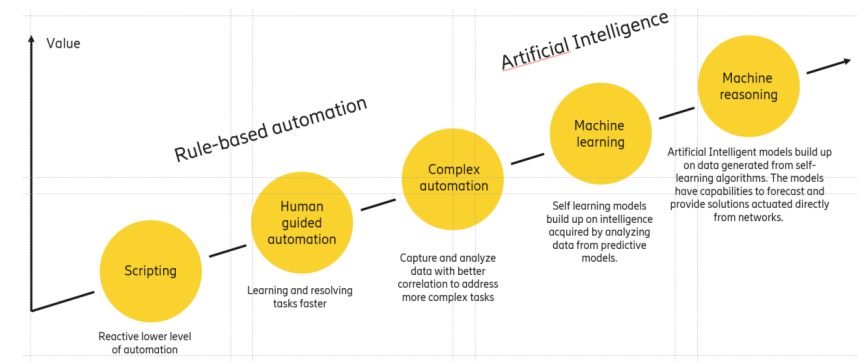 Value
Rule-based automation
Artificial Intelligence
Scripting
Reactive lower level
of automation
Human
guided
automation
Learning and resolving
tasks faster
Complex
automation
Capture and analyze
data with better
correlation to address
more complex tasks
Machine
learning
Self learning models
build up on intelligence
acquired by analyzing
data from predictive
models.
Machine
reasoning
Artificial Intelligent models build up
on data generated from self-
learning algorithms. The models
have capabilities to forecast and
provide solutions actuated directly
from networks.